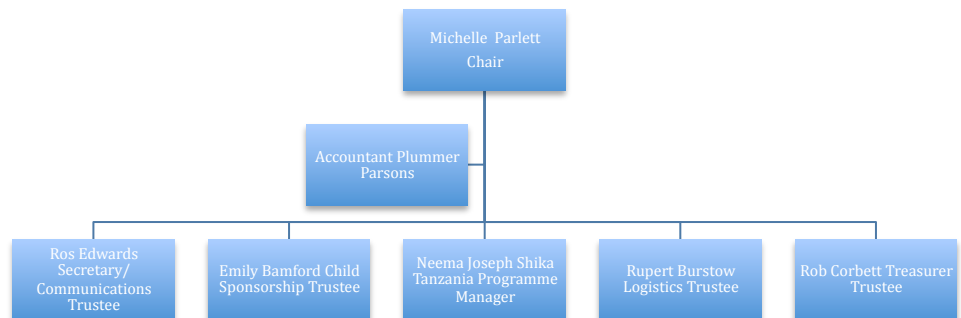 Michelle  Parlett
Chair
Accountant Plummer
Parsons
Ros Edwards
Secretary/
Communications
Trustee
Emily Bamford Child
Sponsorship Trustee
Neema Joseph Shika
Tanzania Programme
Manager
Rupert Burstow
Logistics Trustee
Rob Corbett Treasurer
Trustee